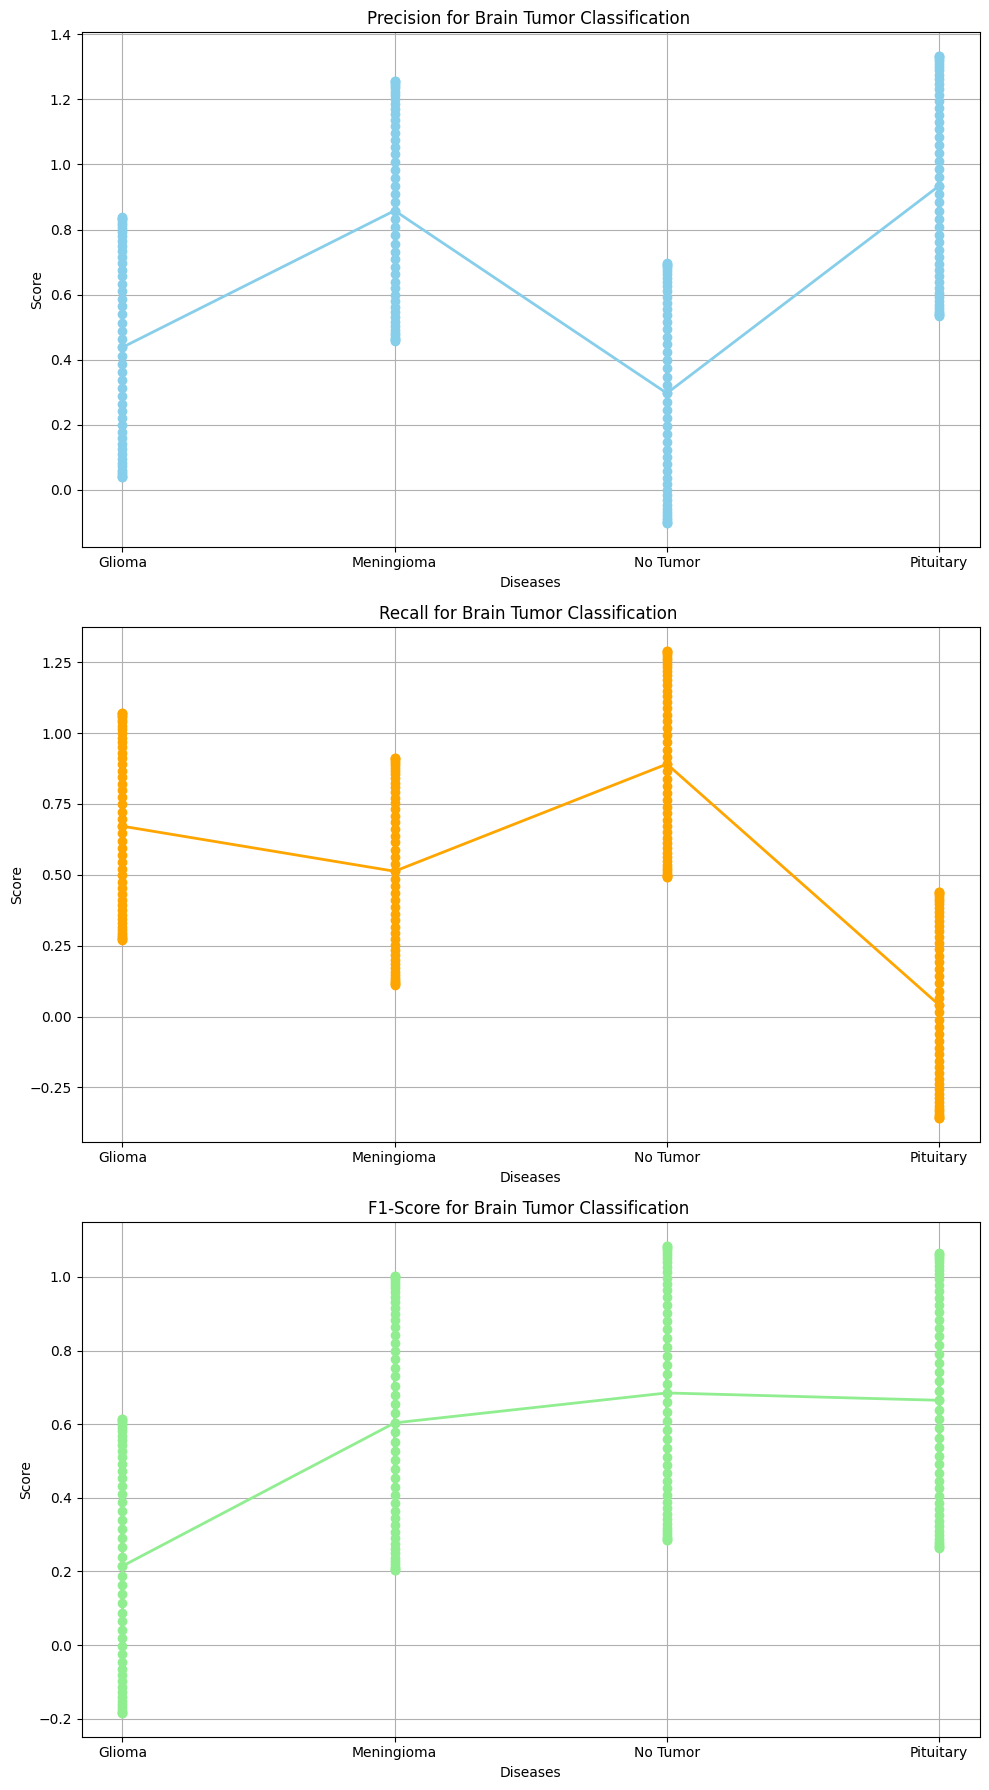 Precision for Brain Tumor Classification
1.4
1.2
1.0
0.8
0.6
0.4
0.2
0.0
Score
Glioma Meningioma No Tumor Pituitary
Diseases
Recall for Brain Tumor Classification
1.25
1.00
0.75
0.50
0.25
0.00
−0.25
Score
Glioma Meningioma No Tumor Pituitary
Diseases
F1-Score for Brain Tumor Classification
1.0
0.8
0.6
0.4
0.2
0.0
−0.2
Score
Glioma Meningioma No Tumor Pituitary
Diseases